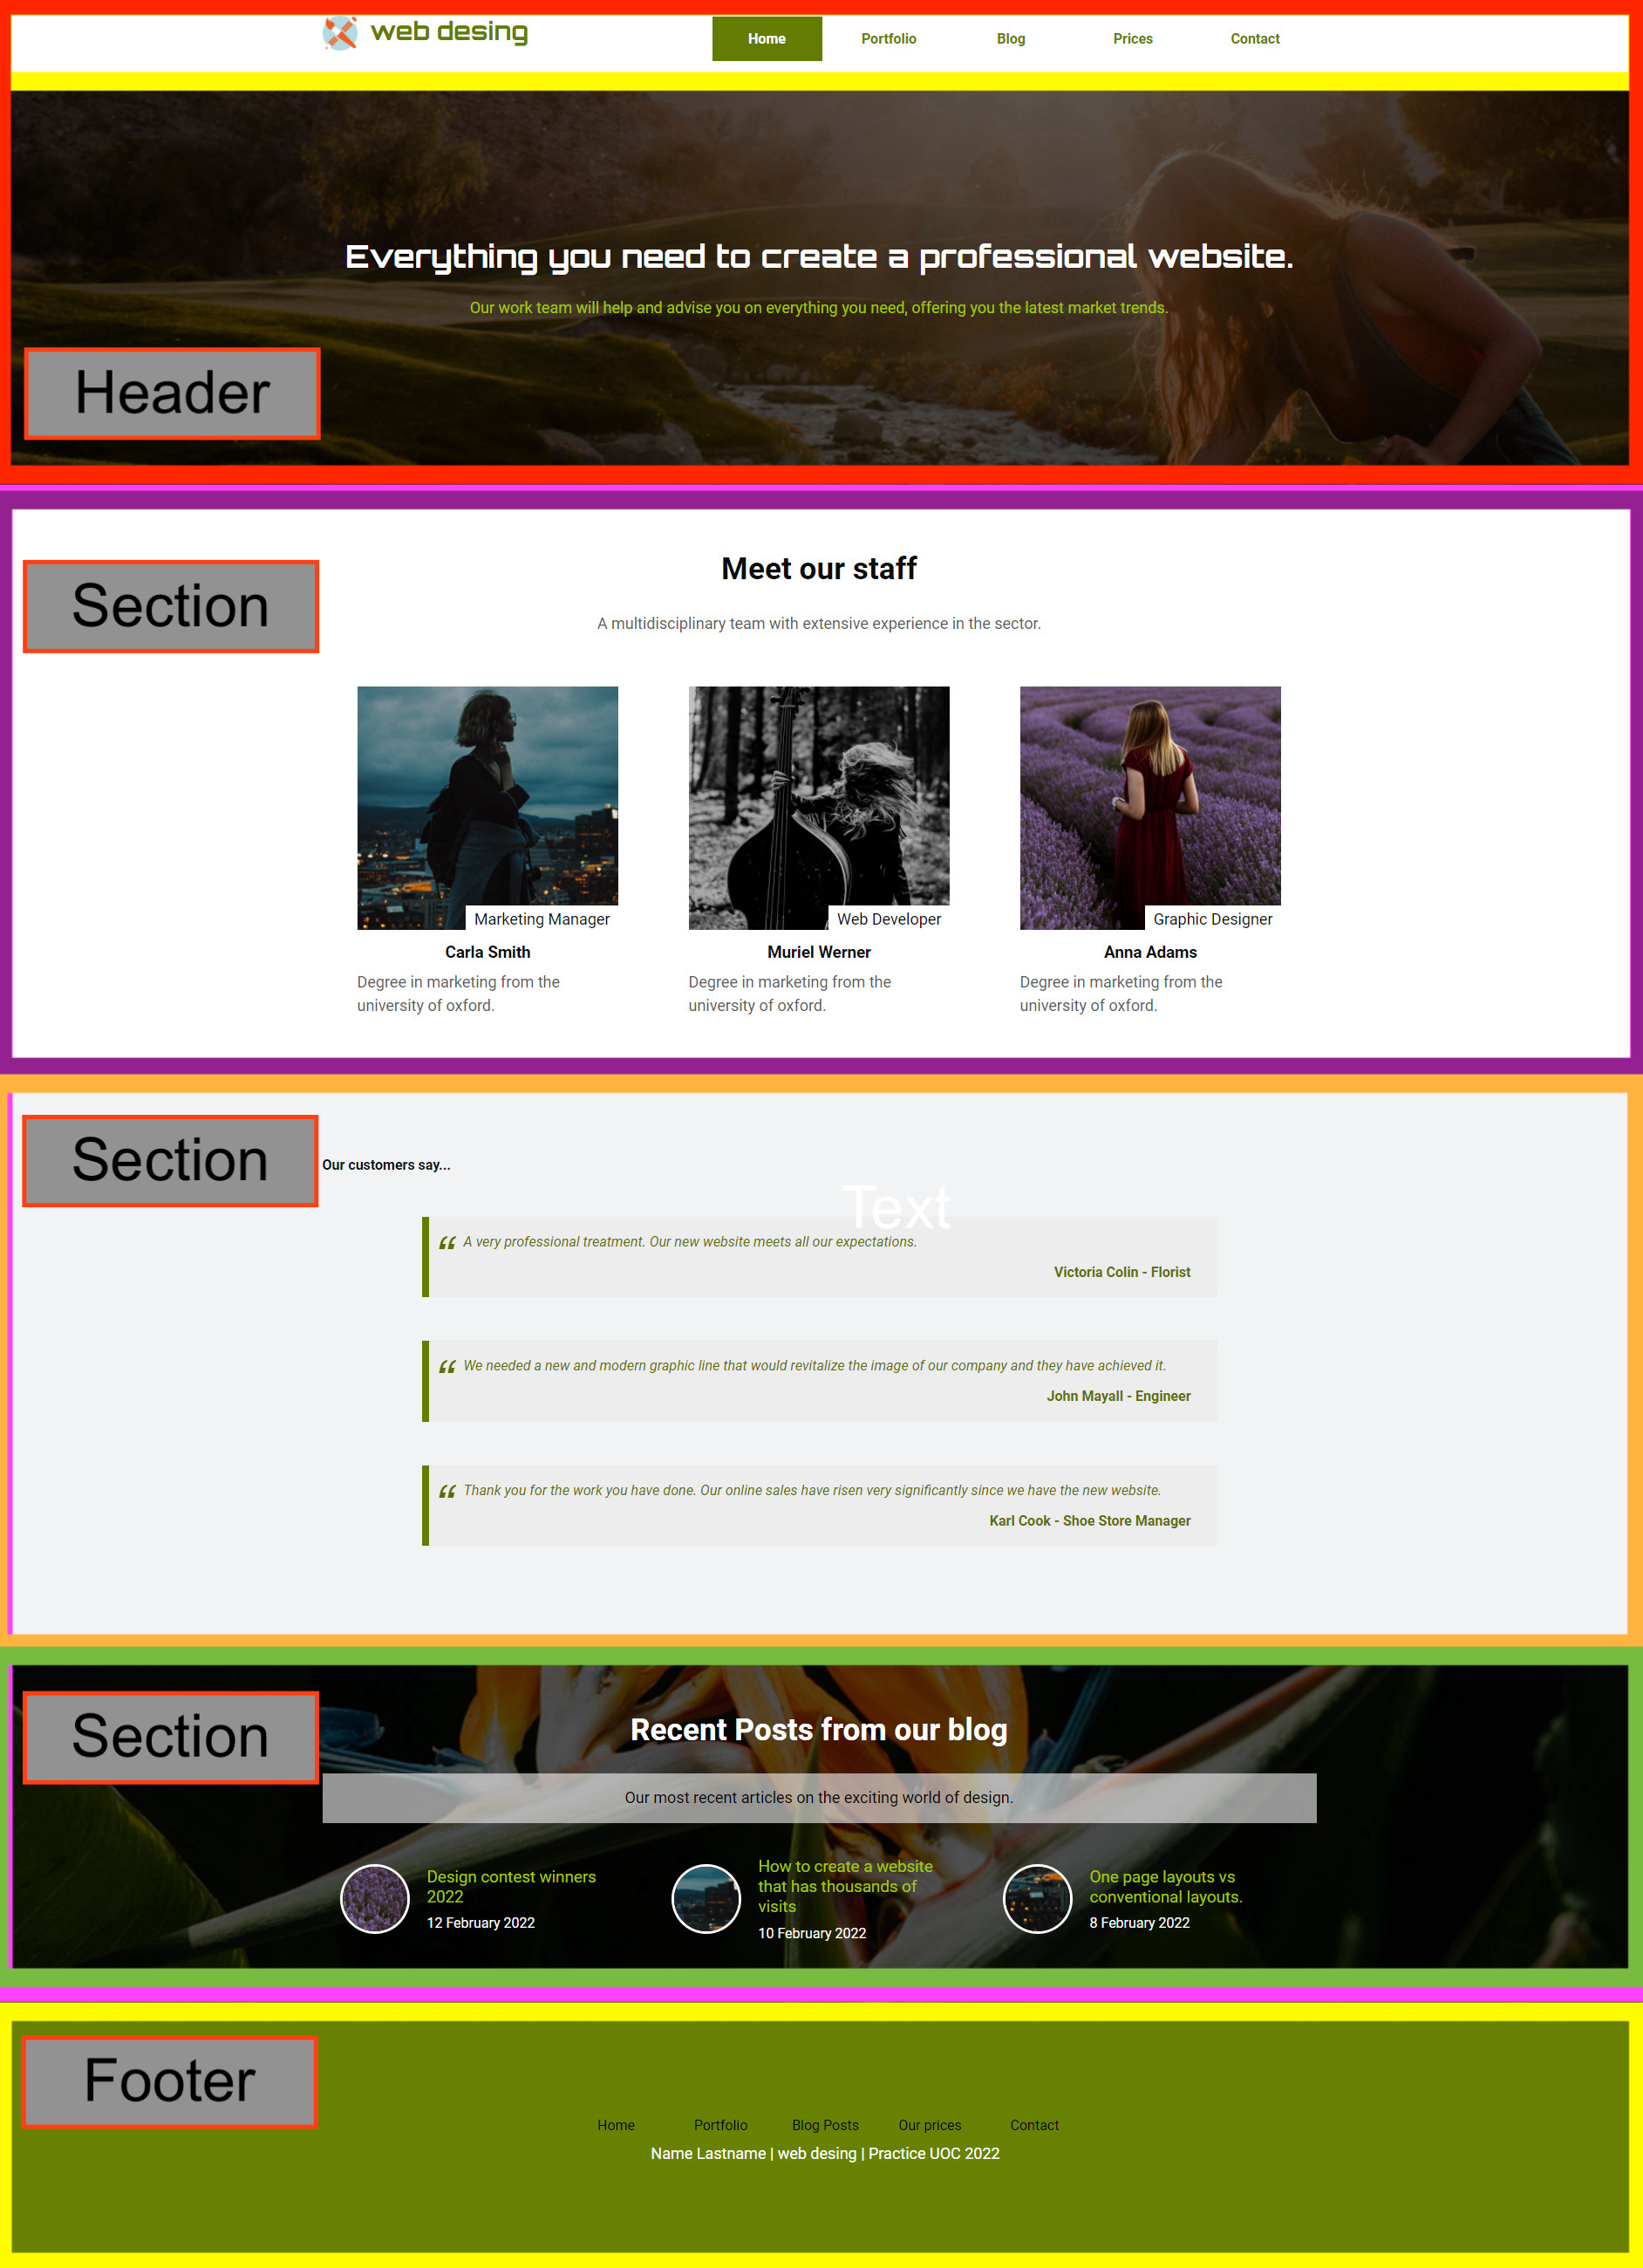 web desing
Home Portfolio Blog Prices Contact
Everything you need to create a professional website.
Our work team will help and advise you on everything you need, offering you the latest market trends.
Header
Section
Meet our staff
A multidisciplinary team with extensive experience in the sector.
Marketing Manager
Carla Smith
Degree in marketing from the
university of oxford.
Web Developer
Muriel Werner
Degree in marketing from the
university of oxford.
Graphic Designer
Anna Adams
Degree in marketing from the
university of oxford.
Section
Our customers say...
Text
“ A very professional treatment. Our new website meets all our expectations.
Victoria Colin - Florist
“ We needed a new and modern graphic line that would revitalize the image of our company and they have achieved it.
John Mayall - Engineer
“ Thank you for the work you have done. Our online sales have risen very significantly since we have the new website.
Karl Cook - Shoe Store Manager
Section
Recent Posts from our blog
Our most recent articles on the exciting world of design.
Design contest winners
2022
12 February 2022
How to create a website
that has thousands of
visits
10 February 2022
One page layouts vs
conventional layouts.
8 February 2022
Footer
Home Portfolio Blog Posts Our prices Contact
Name Lastname | web desing | Practice UOC 2022